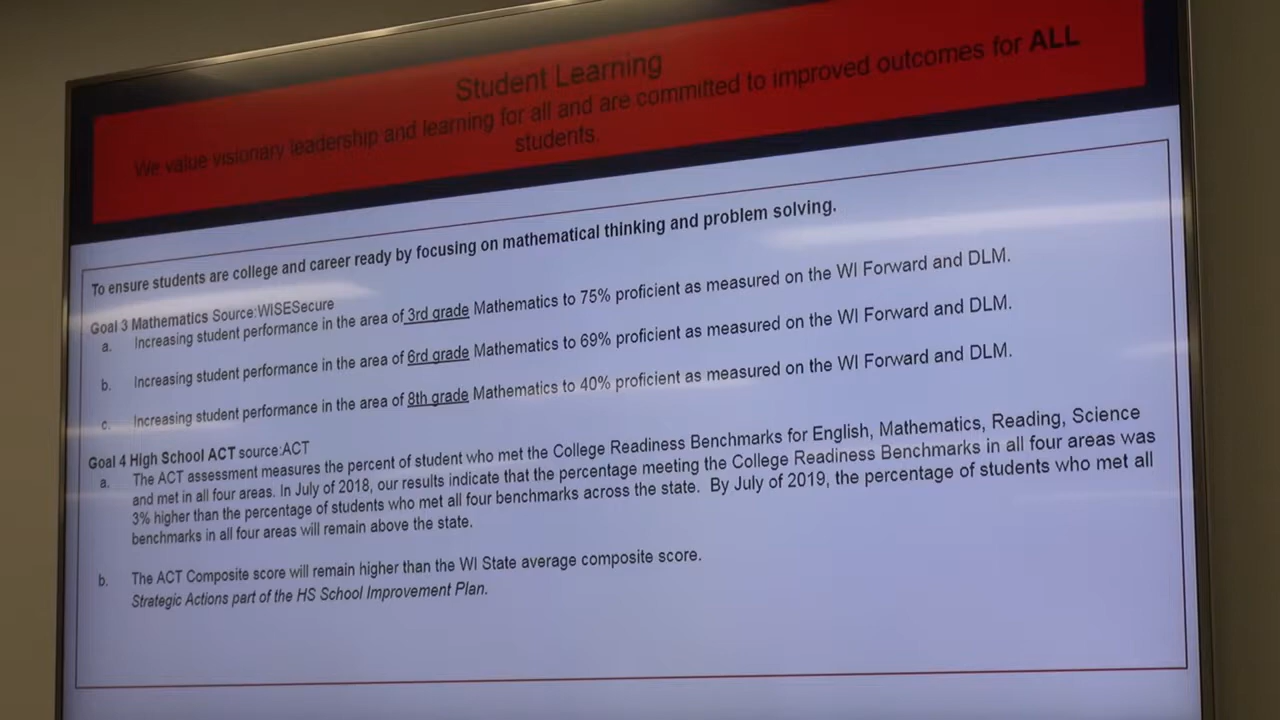 Student Learning
We value visionary leadership and learning for all and are committed to improved outcomes for ALL
students.
To ensure students are college and career ready by focusing on mathematical thinking and problem solving.
Goal 3 Mathematics Source:WISESecure
a. Increasing student performance in the area of 3rd grade Mathematics to 75% proficient as measured on the WI Forward and DLM.
b. Increasing student performance in the area of 6rd grade Mathematics to 69% proficient as measured on the WI Forward and DLM.
c. Increasing student performance in the area of 8th grade Mathematics to 40% proficient as measured on the WI Forward and DLM.
Goal 4 High School ACT source:ACT
a. The ACT assessment measures the percent of student who met the College Readiness Benchmarks for English, Mathematics, Reading, Science
and met in all four areas. In July of 2018, our results indicate that the percentage meeting the College Readiness Benchmarks in all four areas was
3% higher than the percentage of students who met all four benchmarks across the state. By July of 2019, the percentage of students who met all
benchmarks in all four areas will remain above the state.
b. The ACT Composite score will remain higher than the WI State average composite score.
Strategic Actions part of the HS School Improvement Plan.